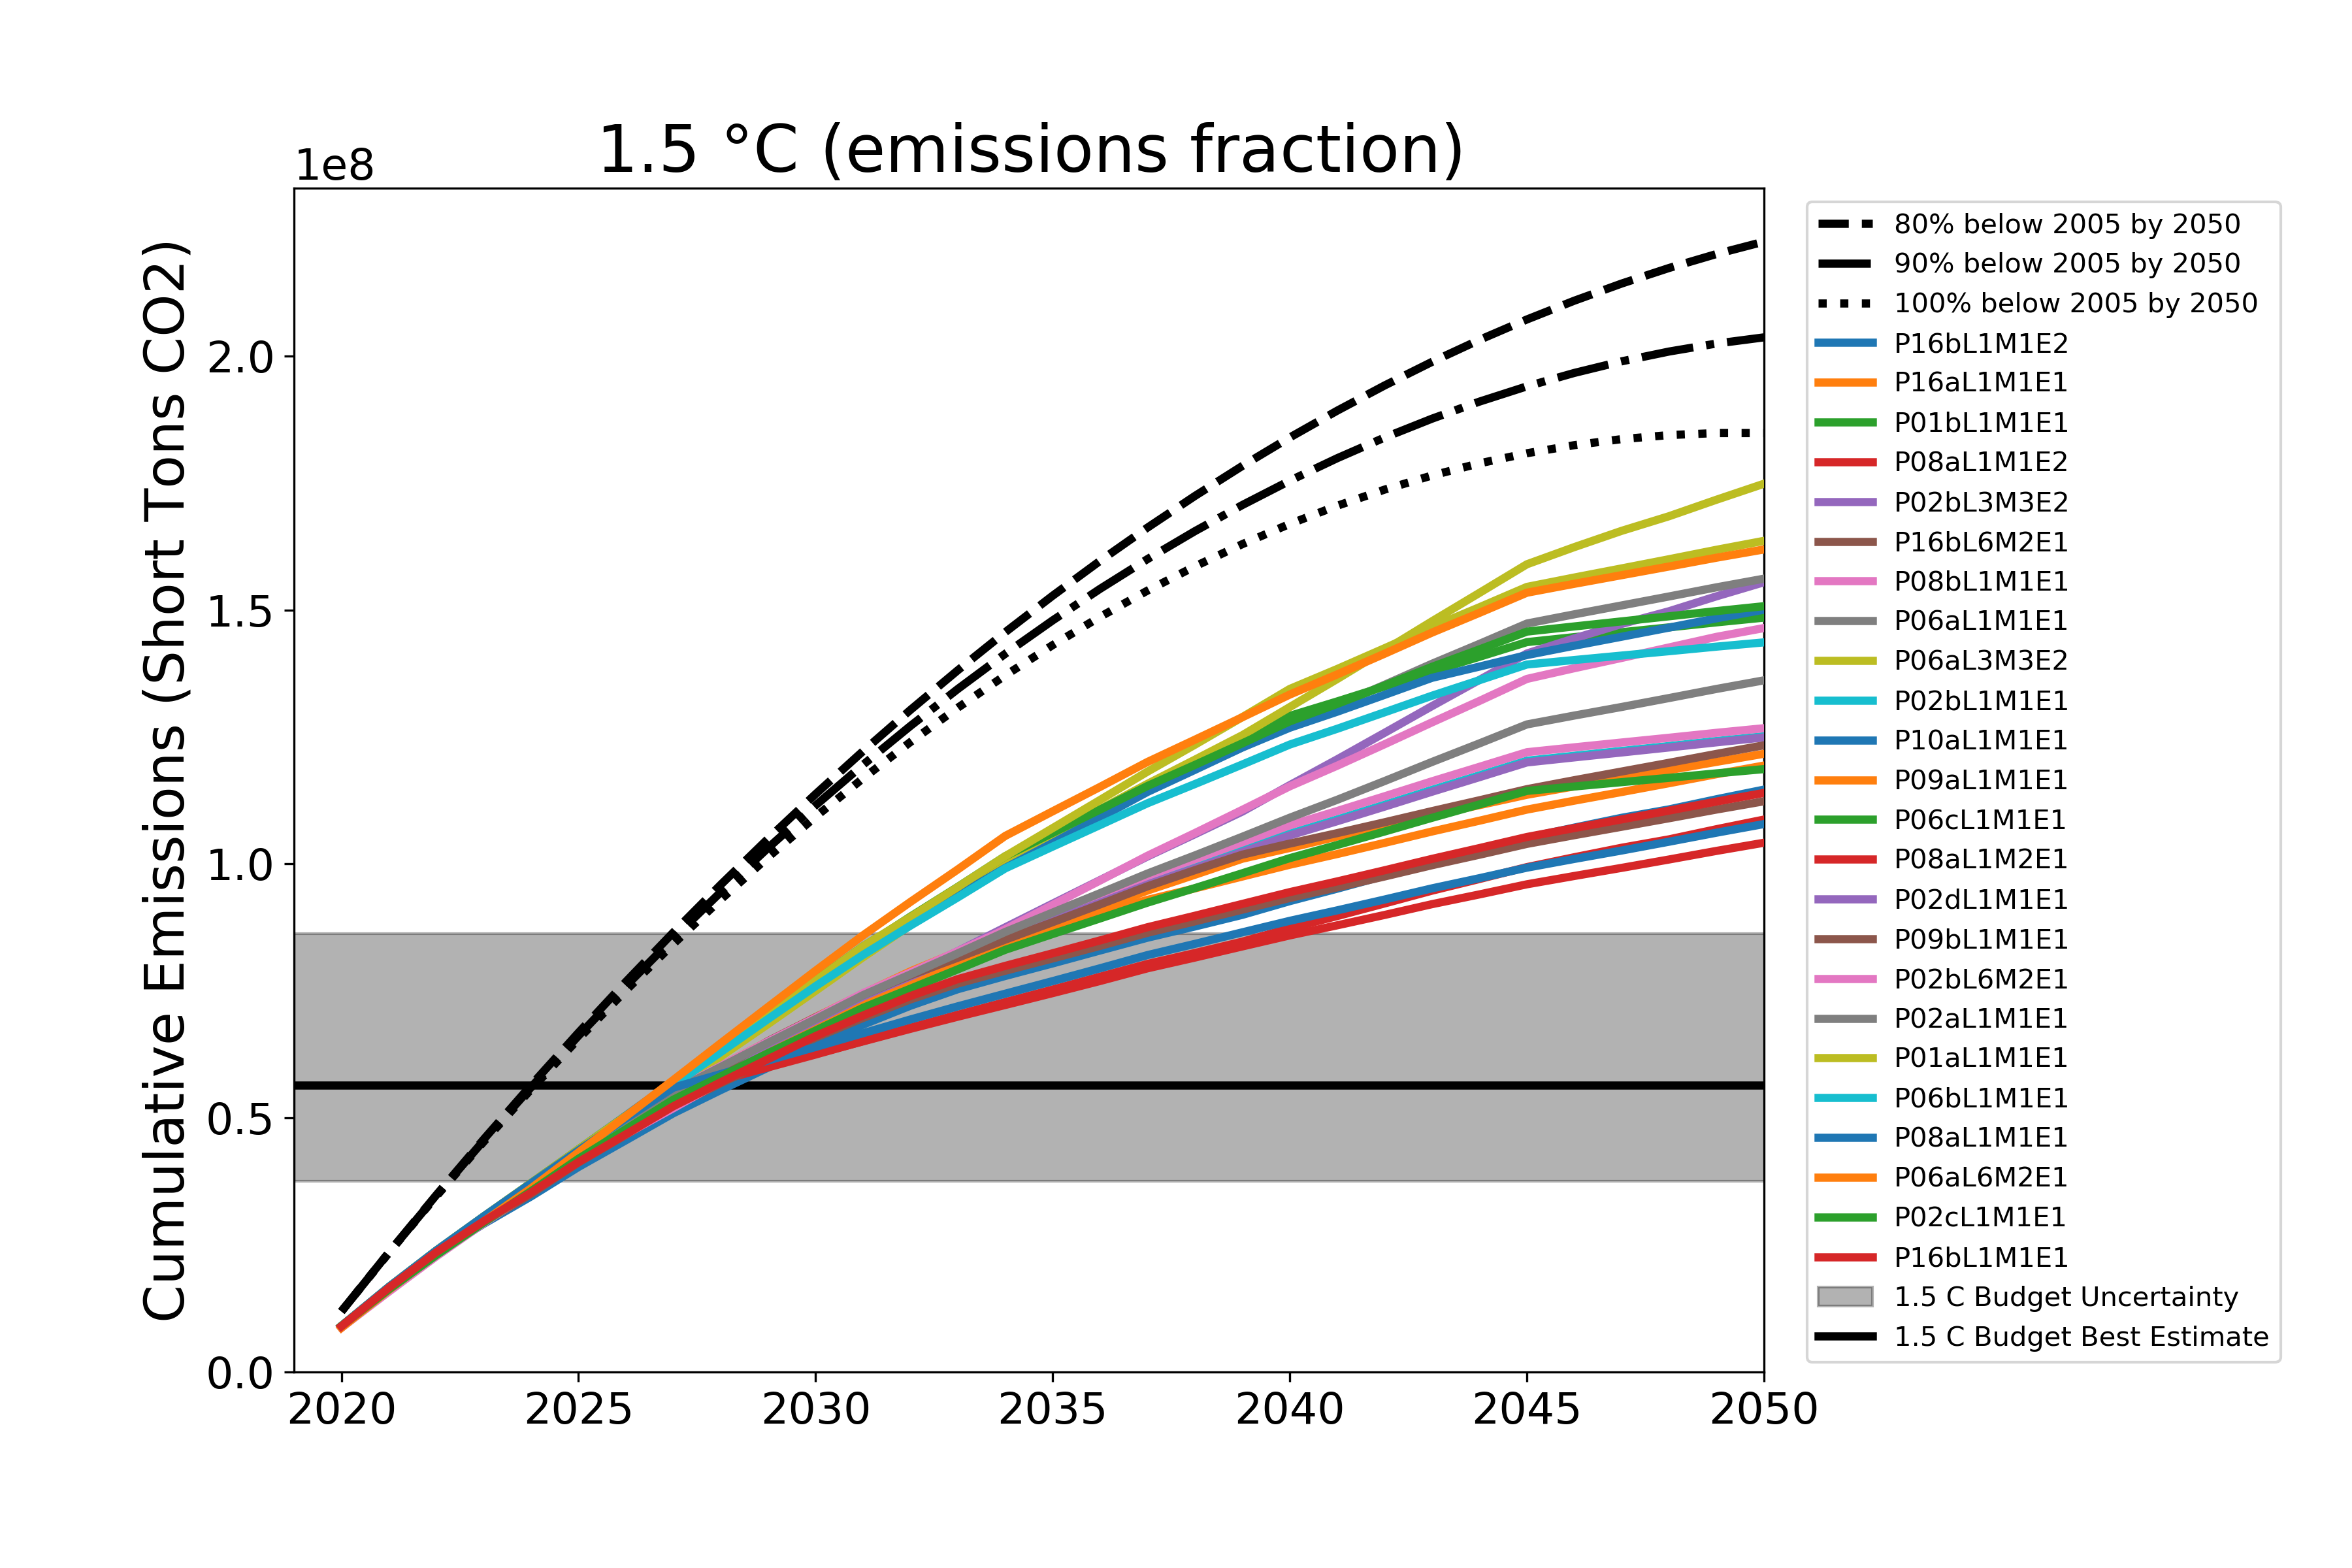 1.5 °C (emissions fraction)
1e8
Cumulative Emissions (Short Tons CO2)
2.0
1.5
1.0
0.5
0.0
2020 2025 2030 2035 2040 2045 2050
80% below 2005 by 2050
90% below 2005 by 2050
100% below 2005 by 2050
P16bL1M1E2
P16aL1M1E1
P01bL1M1E1
P08aL1M1E2
P02bL3M3E2
P16bL6M2E1
P08bL1M1E1
P06aL1M1E1
P06aL3M3E2
P02bL1M1E1
P10aL1M1E1
P09aL1M1E1
P06cL1M1E1
P08aL1M2E1
P02dL1M1E1
P09bL1M1E1
P02bL6M2E1
P02aL1M1E1
P01aL1M1E1
P06bL1M1E1
P08aL1M1E1
P06aL6M2E1
P02cL1M1E1
P16bL1M1E1
1.5 C Budget Uncertainty
1.5 C Budget Best Estimate